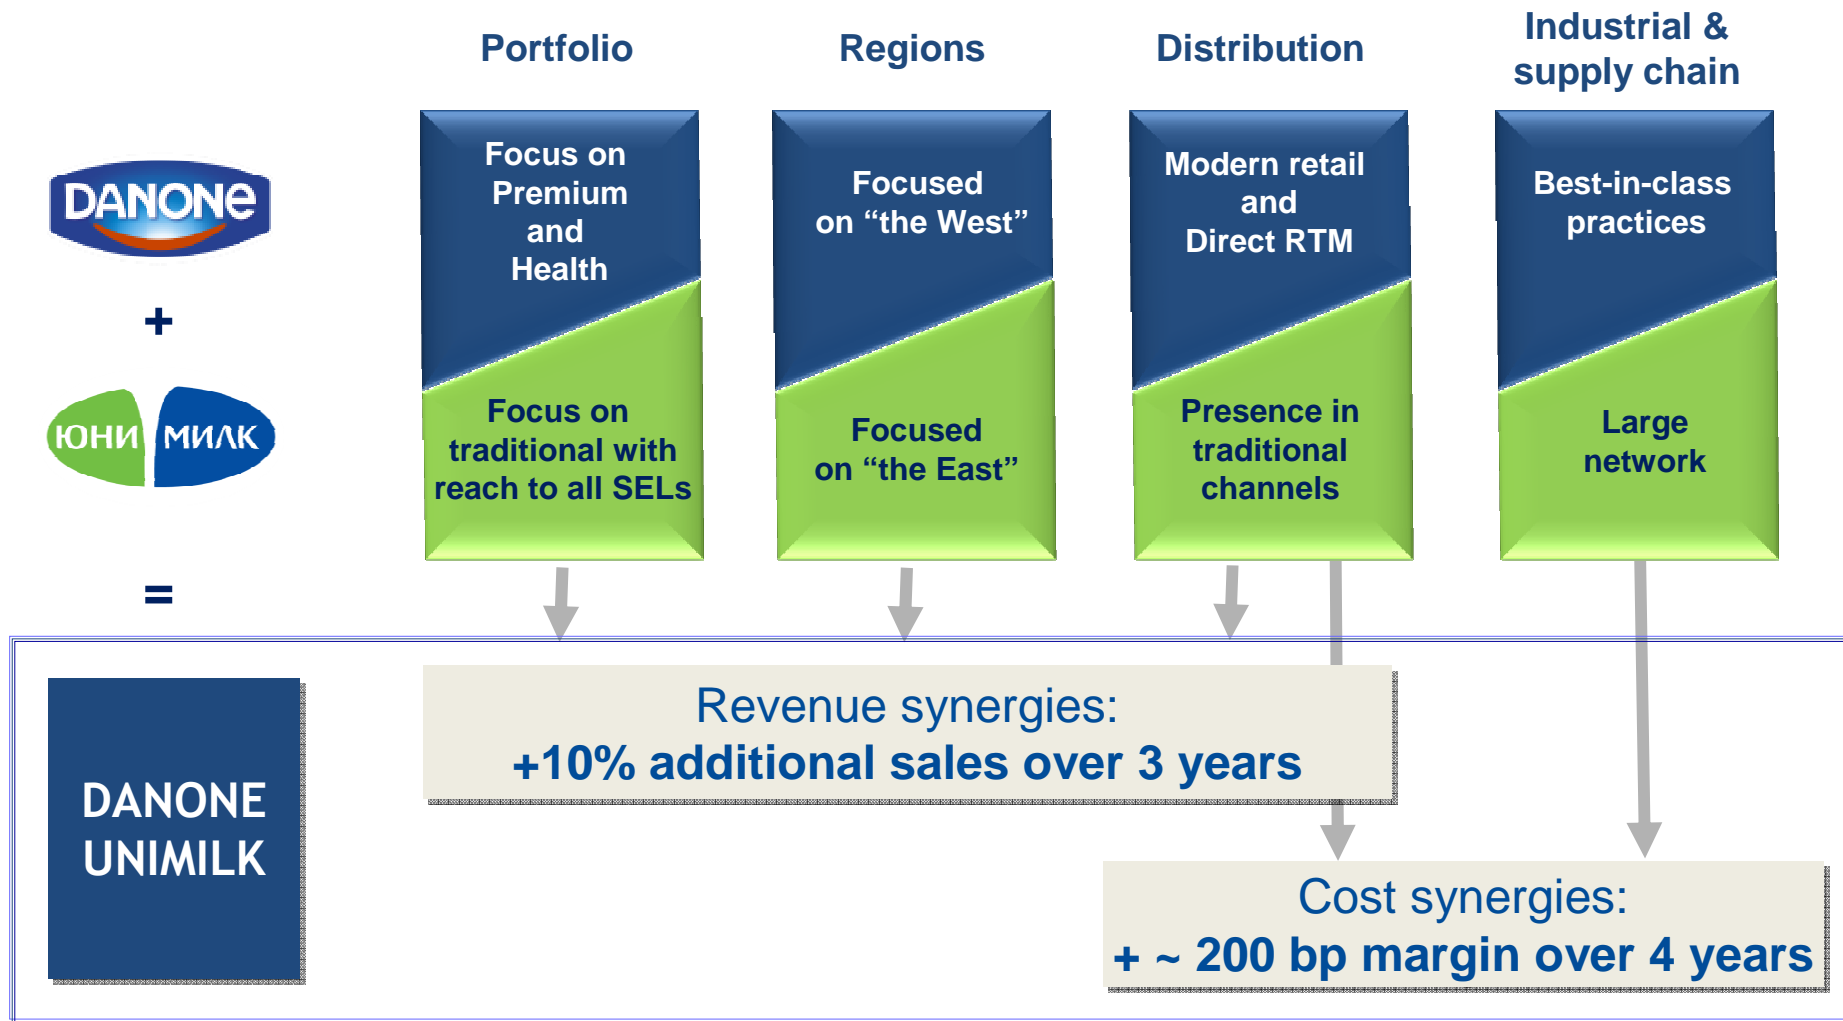 Portfolio
Regions
Distribution
Industrial &
supply chain
DANONE
+
ЮНИ МИЛК
=
Focus on
Premium
and
Health
Focused
on “the West”
Modern retail
and
Direct RTM
Best-in-class
practices
Focus on
traditional with
reach to all SELs
Focused
on “the East”
Presence in
traditional
channels
Large
network
DANONE
UNIMILK
Revenue synergies:
+10% additional sales over 3 years
Cost synergies:
+ ~ 200 bp margin over 4 years